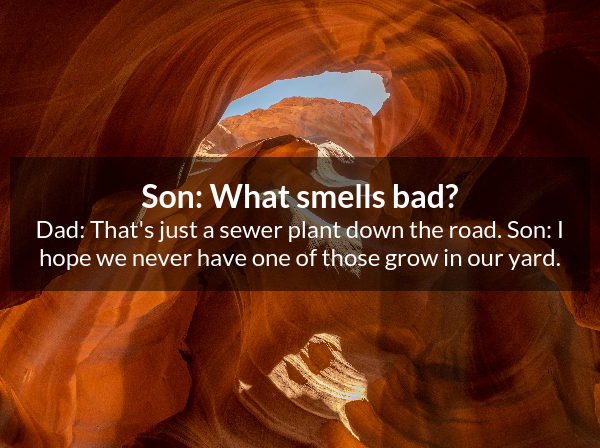 Son: What smells bad?
Dad: That's just a sewer plant down the road. Son: I
hope we never have one of those grow in our yard.